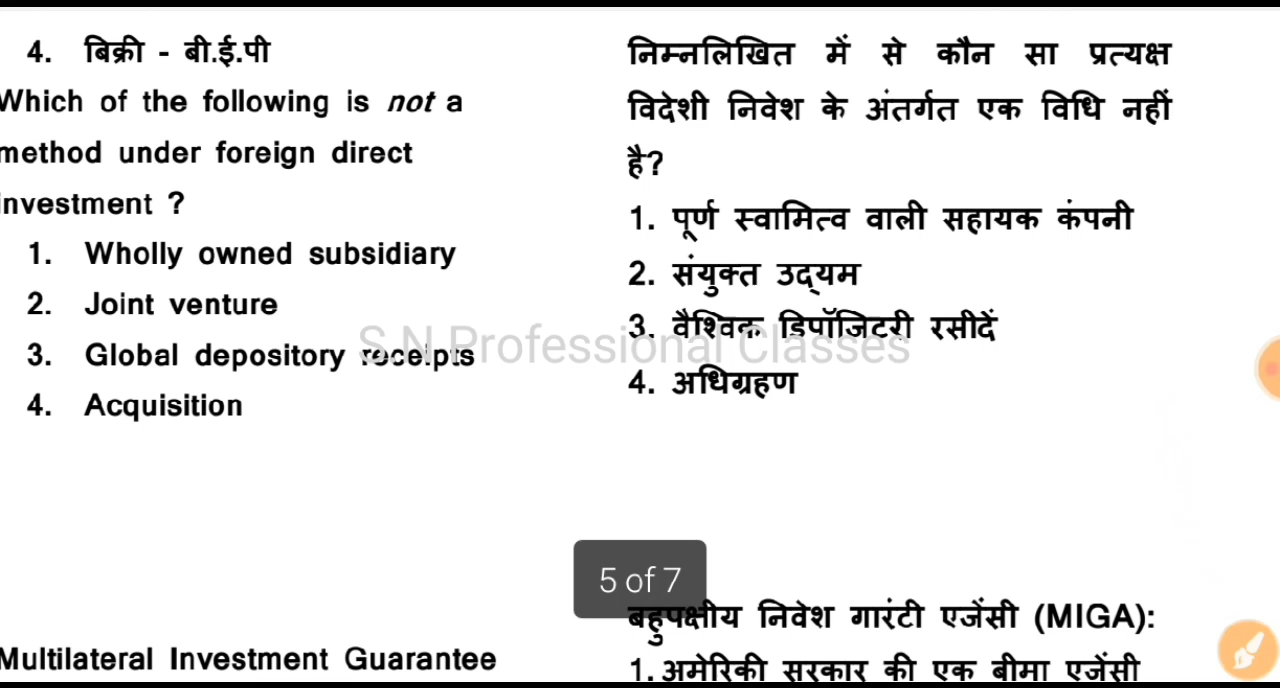 4. बिक्री - बी.ई.पी
Which of the following is not a
method under foreign direct
investment ?
1. Wholly owned subsidiary
2. Joint venture
3. Global depository receipts
4. Acquisition
निम्नलिखित में से कौन सा प्रत्यक्ष
विदेशी निवेश के अंतर्गत एक विधि नहीं
है?
1. पूर्ण स्वामित्व वाली सहायक कंपनी
2. संयुक्त उद्यम
3. वैश्विक डिपॉजिटरी रसीदें
4. अधिग्रहण
S.N.Professional Classes
5 of 7
Multilateral Investment Guarantee
बहुपक्षीय निवेश गारंटी एजेंसी (MIGA):
1. अमेरिकी सरकार की एक बीमा एजेंसी